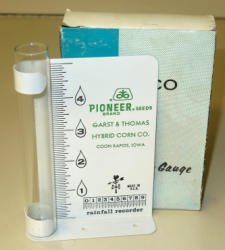 CO
4
PIONEER SEEDS
BRAND
GARST & THOMAS
3
HYBRID CORN CO.
COON RAPIDS, IOWA
2
Gauge
1
MADE IN
U.S.A.
0 1 2 3 4 5 6 7 8 9
rainfall recorder